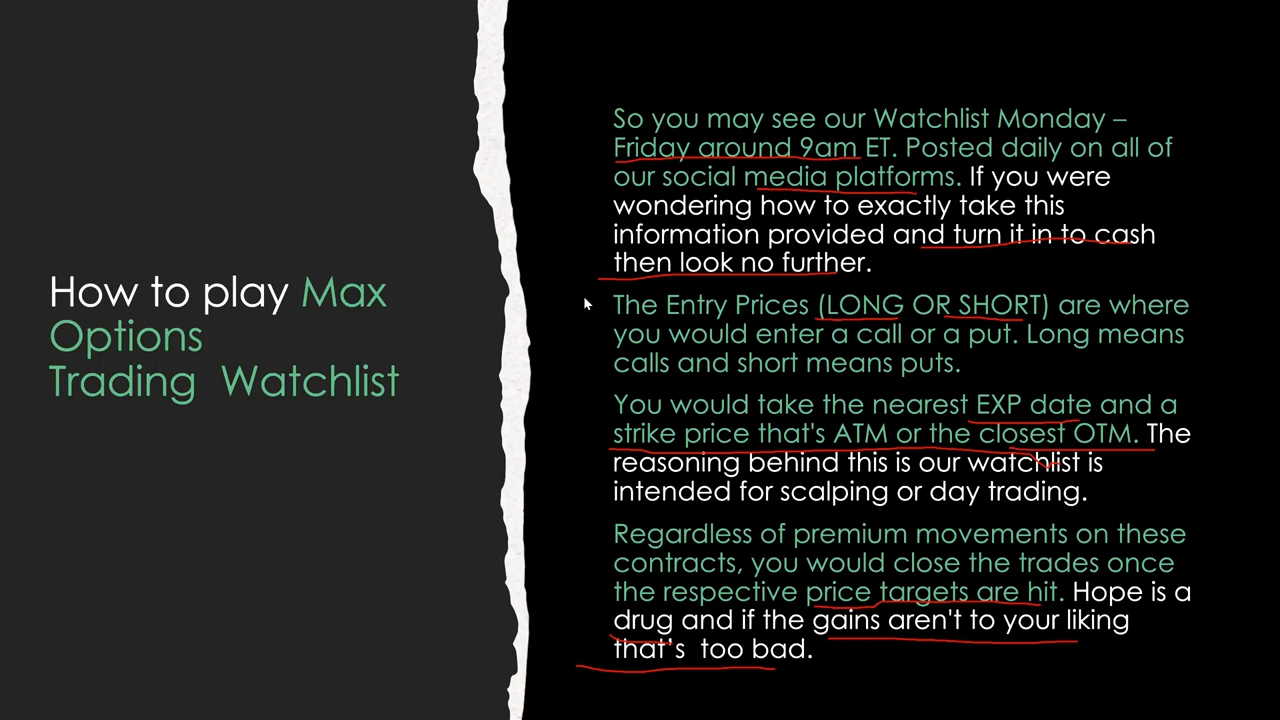 How to play Max
Options
Trading  Watchlist
So you may see our Watchlist Monday –
Friday around 9am ET. Posted daily on all of
our social media platforms. If you were
wondering how to exactly take this
information provided and turn it in to cash
then look no further.
The Entry Prices (LONG OR SHORT) are where
you would enter a call or a put. Long means
calls and short means puts.
You would take the nearest EXP date and a
strike price that's ATM or the closest OTM. The
reasoning behind this is our watchlist is
intended for scalping or day trading.
Regardless of premium movements on these
contracts, you would close the trades once
the respective price targets are hit. Hope is a
drug and if the gains aren't to your liking
that's  too bad.